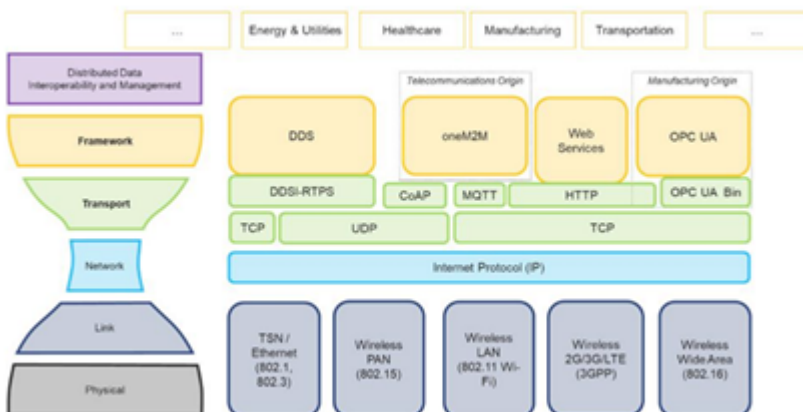 ...
Energy & Utilities
Healthcare
Manufacturing
Transportation
...
Distributed Data
Interoperability and Management
Telecommunications Origin
Manufacturing Origin
Framework
DDS
oneM2M
Web
Services
OPC UA
Transport
DDSI-RTPS
CoAP
MQTT
HTTP
OPC UA Bin
TCP
UDP
TCP
Network
Internet Protocol (IP)
Link
TSN /
Ethernet
(802.1,
802.3)
Wireless
PAN
(802.15)
Wireless
LAN
(802.11 Wi-
Fi)
Wireless
2G/3G/LTE
(3GPP)
Wireless
Wide Area
(802.16)
Physical